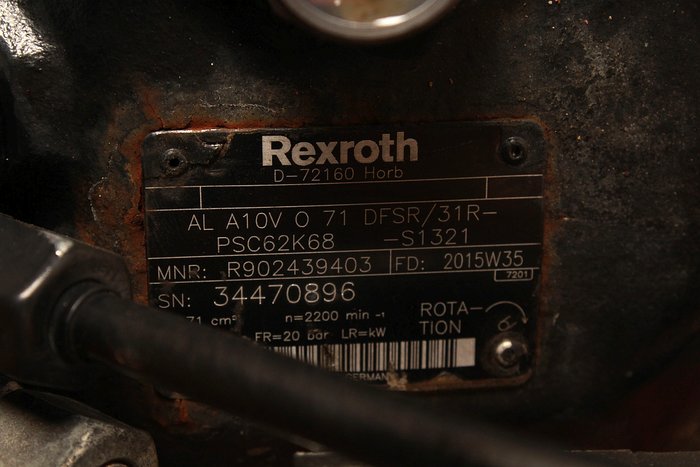 Rexroth
D-72160 Horb
AL A10V O 71 DFSR/31R-
PSC62K68 -S1321
MNR: R902439403 FD: 2015W35
7201
SN: 34470896
71 cm³ n=2200 min -1
ROTA-
TION
FR=20 bar LR=kW